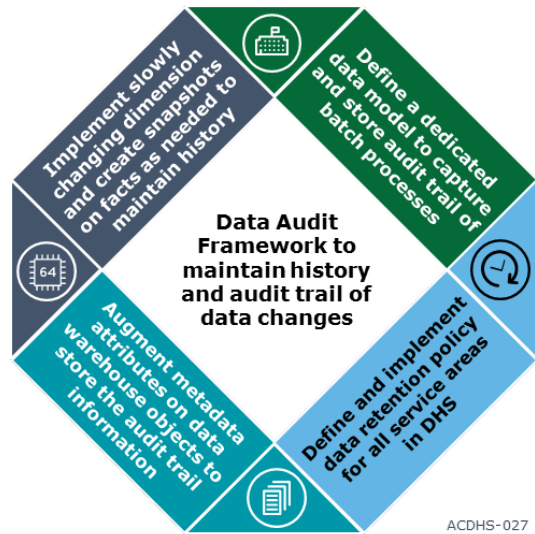 Implement slowly
changing dimension
and create snapshots
on facts as needed to
maintain history
Define a dedicated
data model to capture
and store audit trail of
batch processes
64
Data Audit
Framework to
maintain history
and audit trail of
data changes
Augment metadata
attributes on data
warehouse objects to
store the audit trail
information
Define and implement
data retention policy
for all service areas
in DHS
ACDHS-027